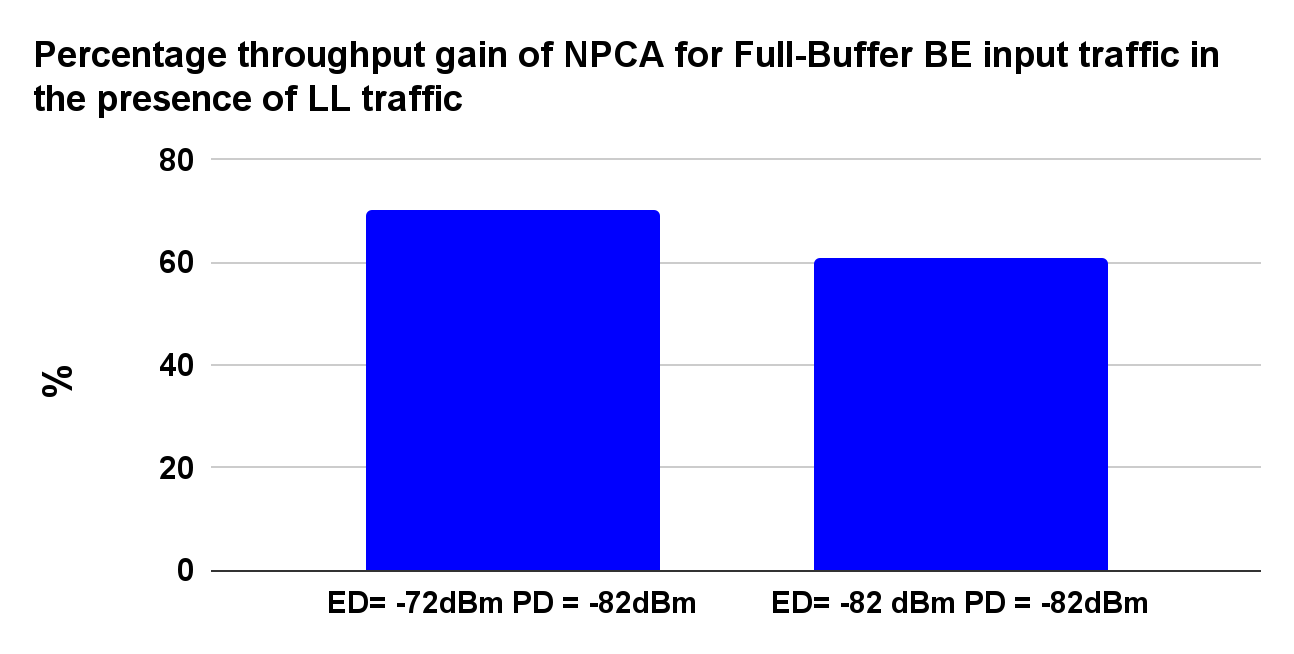 Percentage throughput gain of NPCA for Full-Buffer BE input traffic in
the presence of LL traffic
80
60
40
20
0
%
ED= -72dBm PD = -82dBm
ED= -82 dBm PD = -82dBm